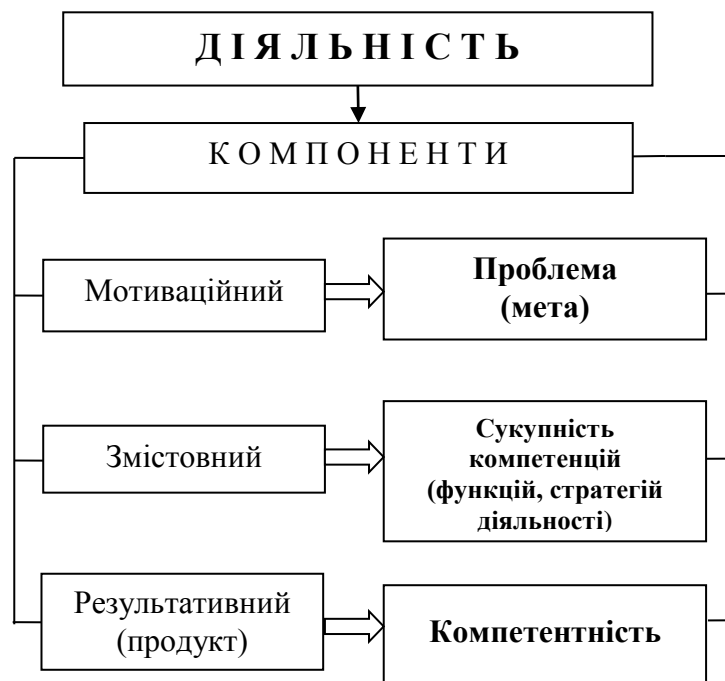 Д І Я Л Ь Н І С Т Ь
К О М П О Н Е Н Т И
Мотиваційний
Проблема
(мета)
Змістовний
Сукупність
компетенцій
(функцій, стратегій
діяльності)
Результативний
(продукт)
Компетентність